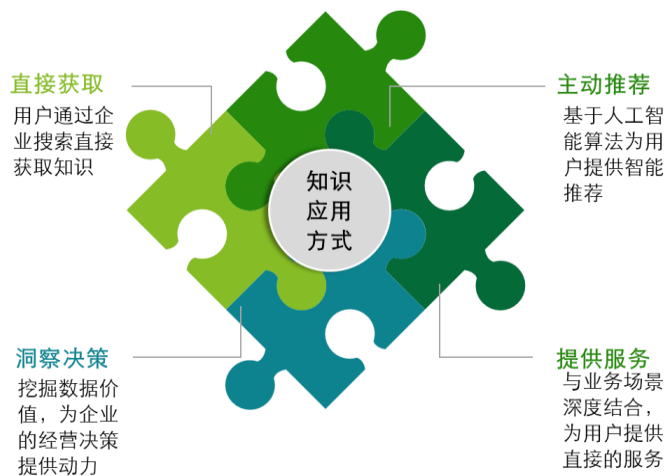 直接获取
用户通过企
业搜索直接
获取知识
主动推荐
基于人工智
能算法为用
户提供智能
推荐
知识
应用
方式
洞察决策
挖掘数据价
值，为企业
的经营决策
提供动力
提供服务
与业务场景
深度结合，
为用户提供
直接的服务